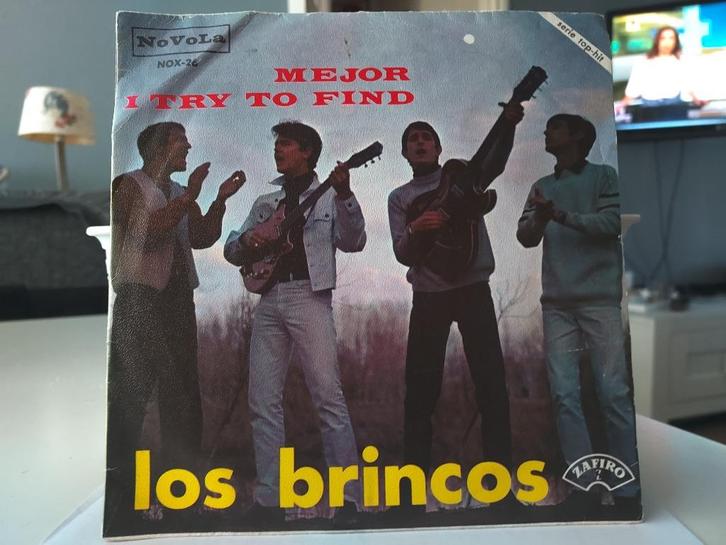 NoVoLa
NOX-26
serie top-hit
MEJOR
I TRY TO FIND
los brincos
ZAFIRO